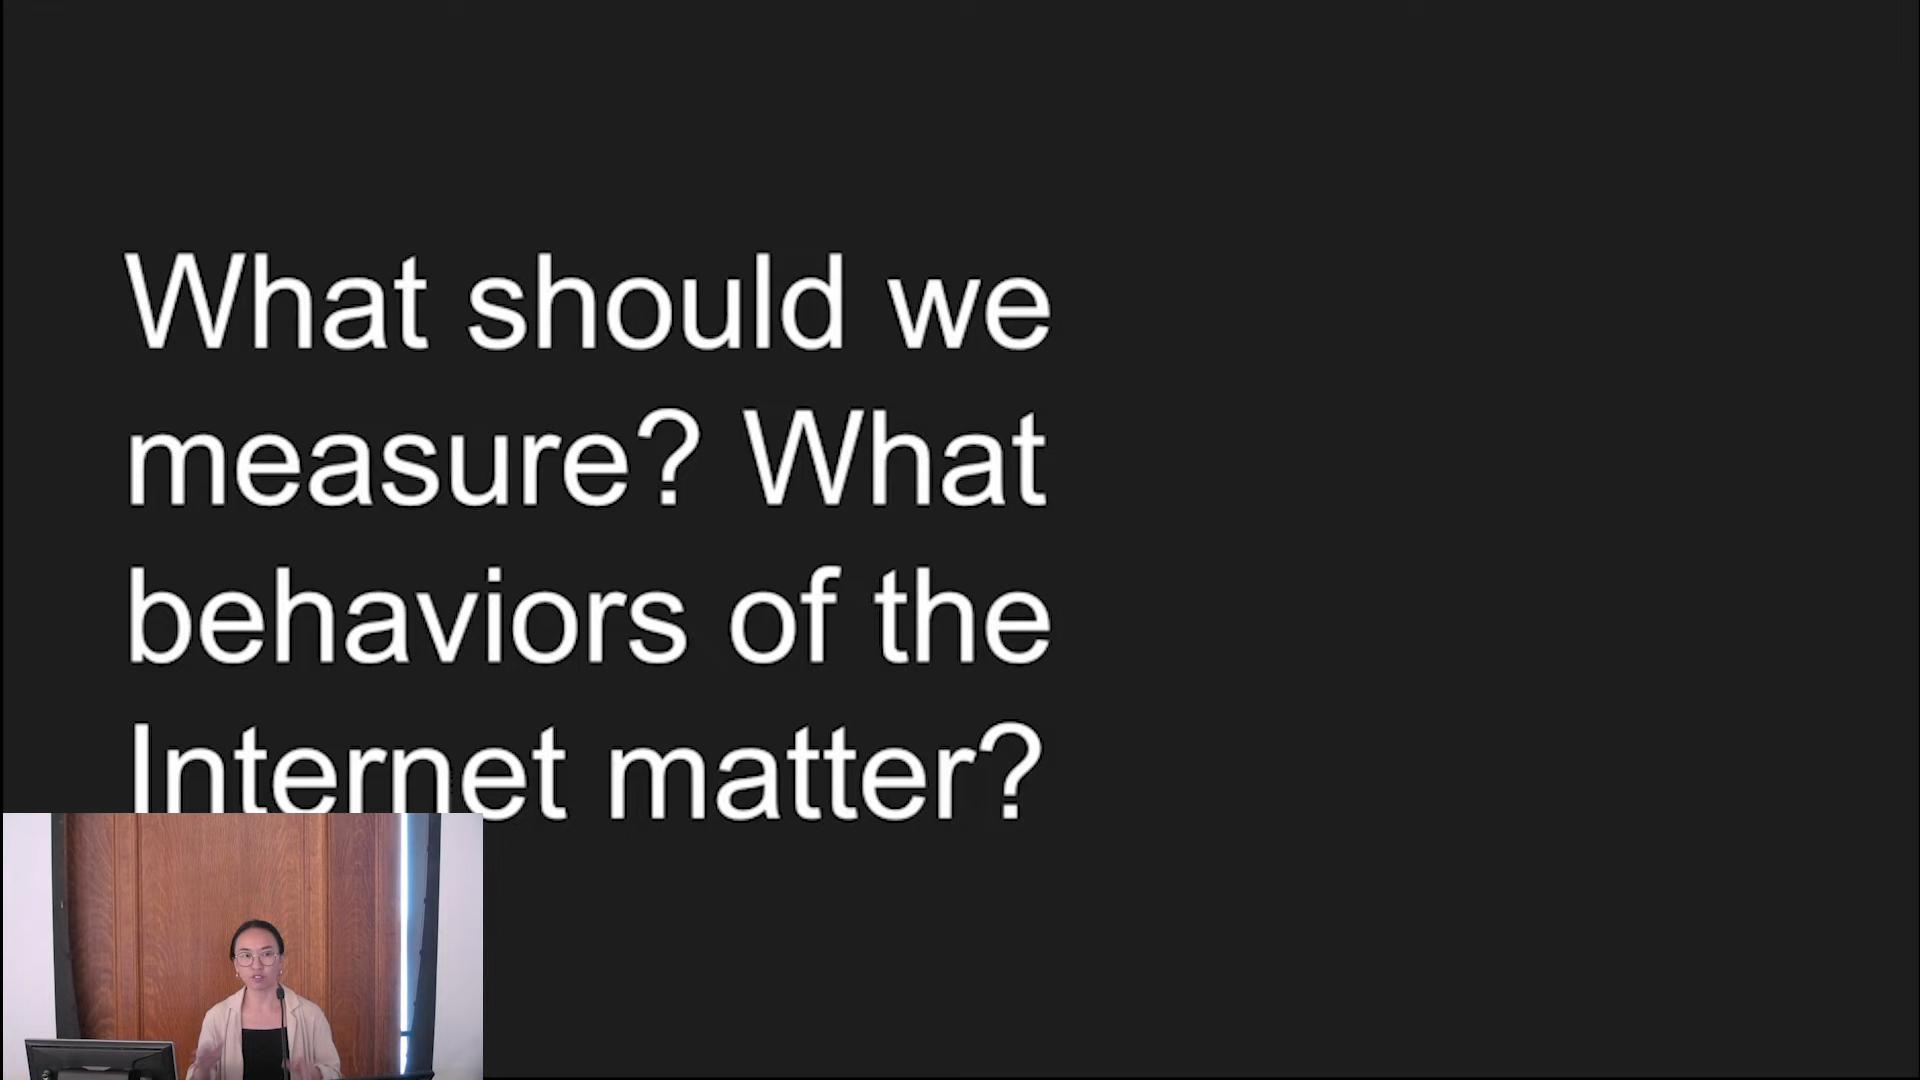 What should we
measure? What
behaviors of the
Internet matter?